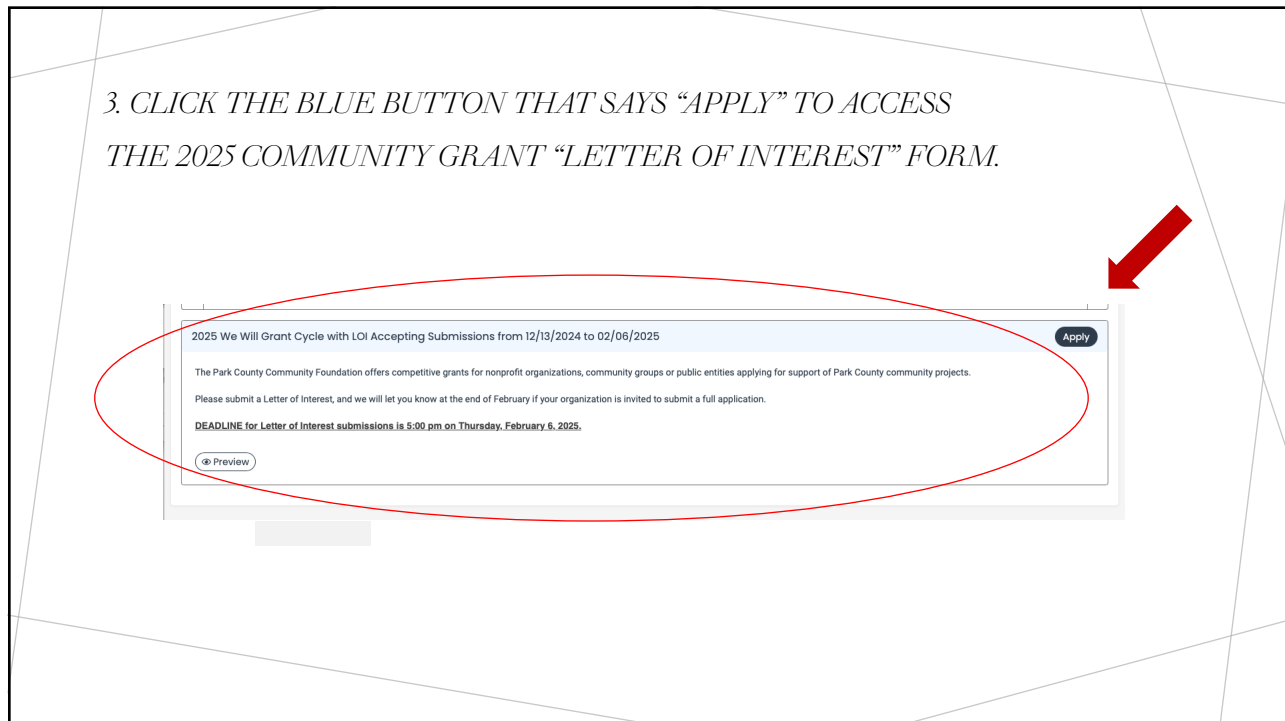 3. CLICK THE BLUE BUTTON THAT SAYS “APPLY” TO ACCESS
THE 2025 COMMUNITY GRANT “LETTER OF INTEREST” FORM.
2025 We Will Grant Cycle with LOI Accepting Submissions from 12/13/2024 to 02/06/2025
Apply
The Park County Community Foundation offers competitive grants for nonprofit organizations, community groups or public entities applying for support of Park County community projects.
Please submit a Letter of Interest, and we will let you know at the end of February if your organization is invited to submit a full application.
DEADLINE for Letter of Interest submissions is 5:00 pm on Thursday, February 6, 2025.
Preview